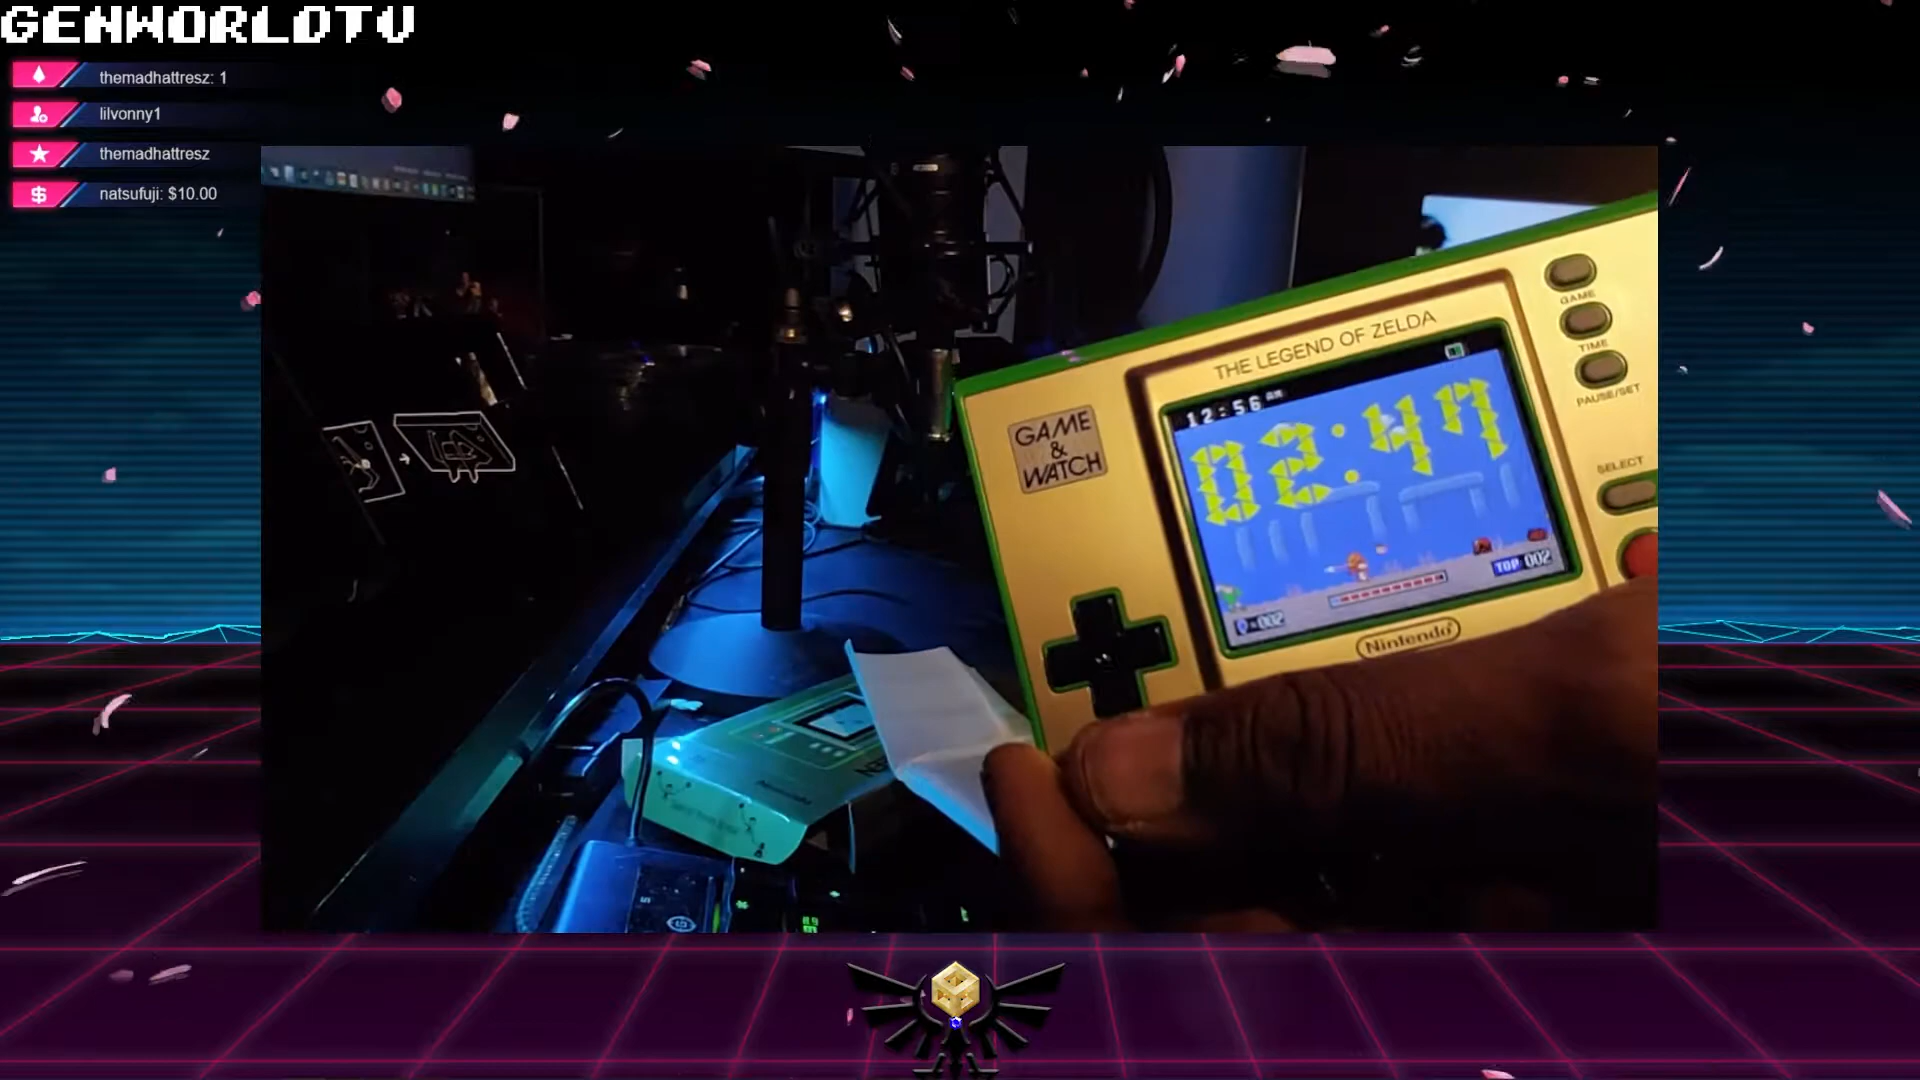 GENWORLDTV
themadhattresz: 1
lilvonny1
themadhattresz
natsufuji: $10.00
THE LEGEND OF ZELDA
GAME
TIME
PAUSE/SET
SELECT
GAME
&
WATCH
12:56 AM
02:47
TOP 002
×002
Nintendo